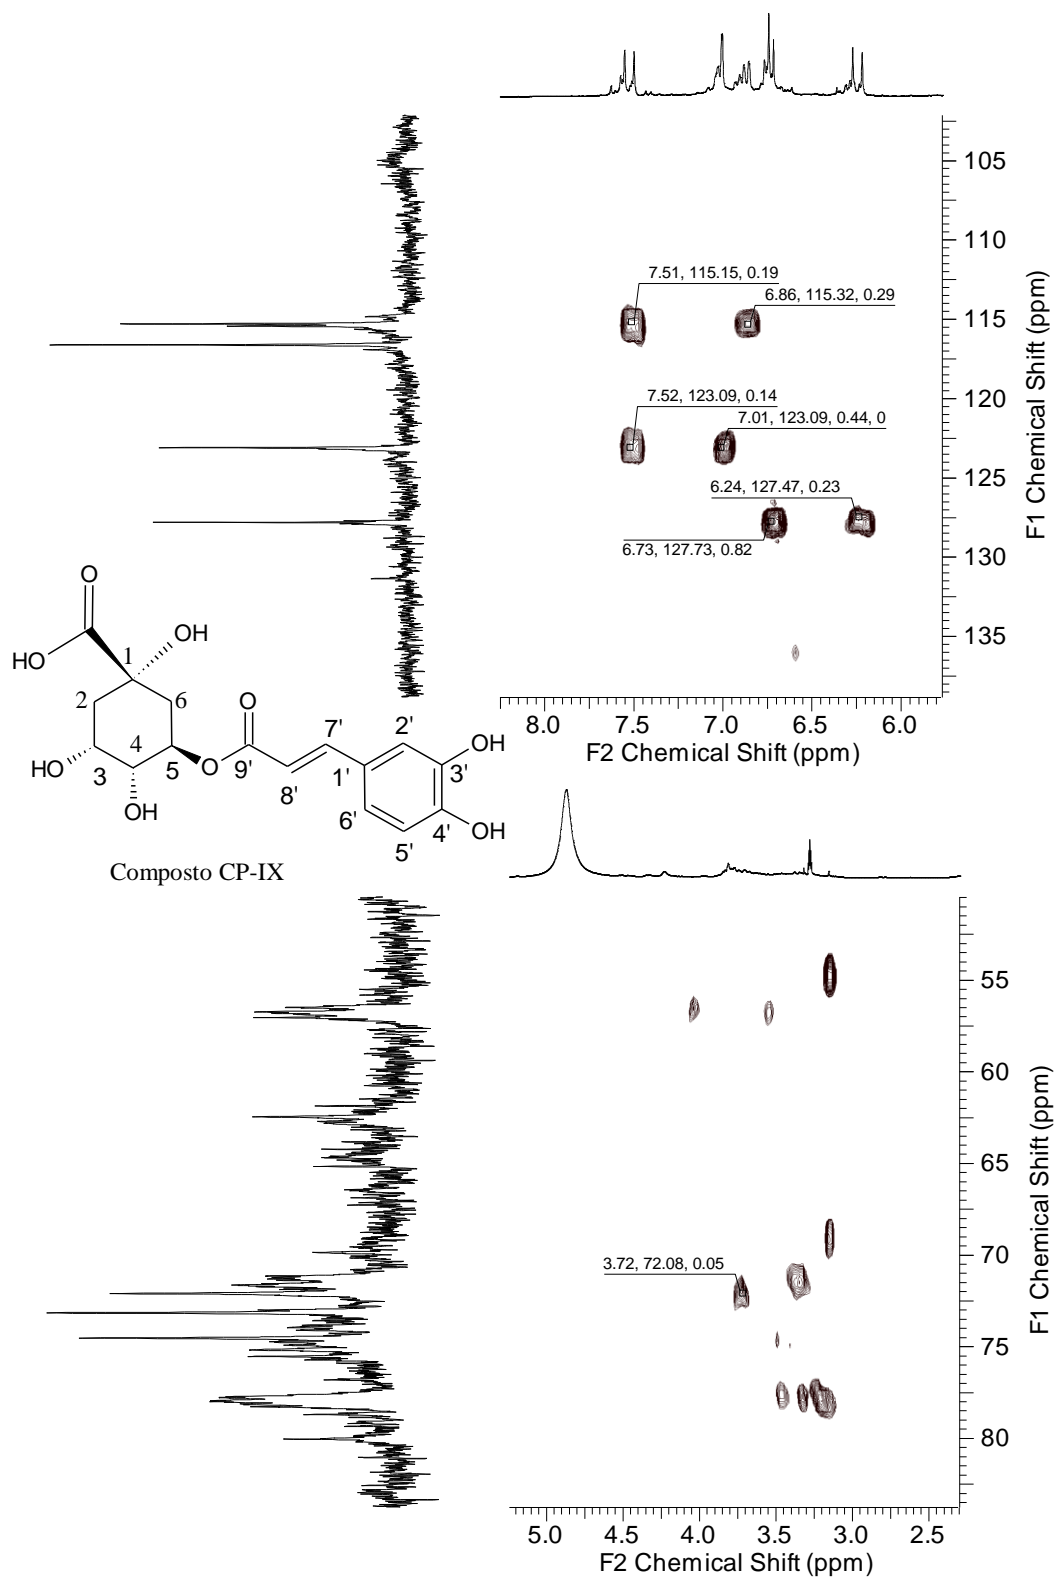 105
110
115
120
125
130
135
F1 Chemical Shift (ppm)
7.51, 115.15, 0.19
6.86, 115.32, 0.29
7.52, 123.09, 0.14
7.01, 123.09, 0.44, 0
6.24, 127.47, 0.23
6.73, 127.73, 0.82
8.0 7.5 7.0 6.5 6.0
F2 Chemical Shift (ppm)
O
OH
HO
1
2
6
O
7'
2'
OH
HO
3
4
5
O
9'
8'
1'
3'
OH
6'
4'
OH
5'
Composto CP-IX
55
60
65
70
75
80
F1 Chemical Shift (ppm)
3.72, 72.08, 0.05
5.0 4.5 4.0 3.5 3.0 2.5
F2 Chemical Shift (ppm)